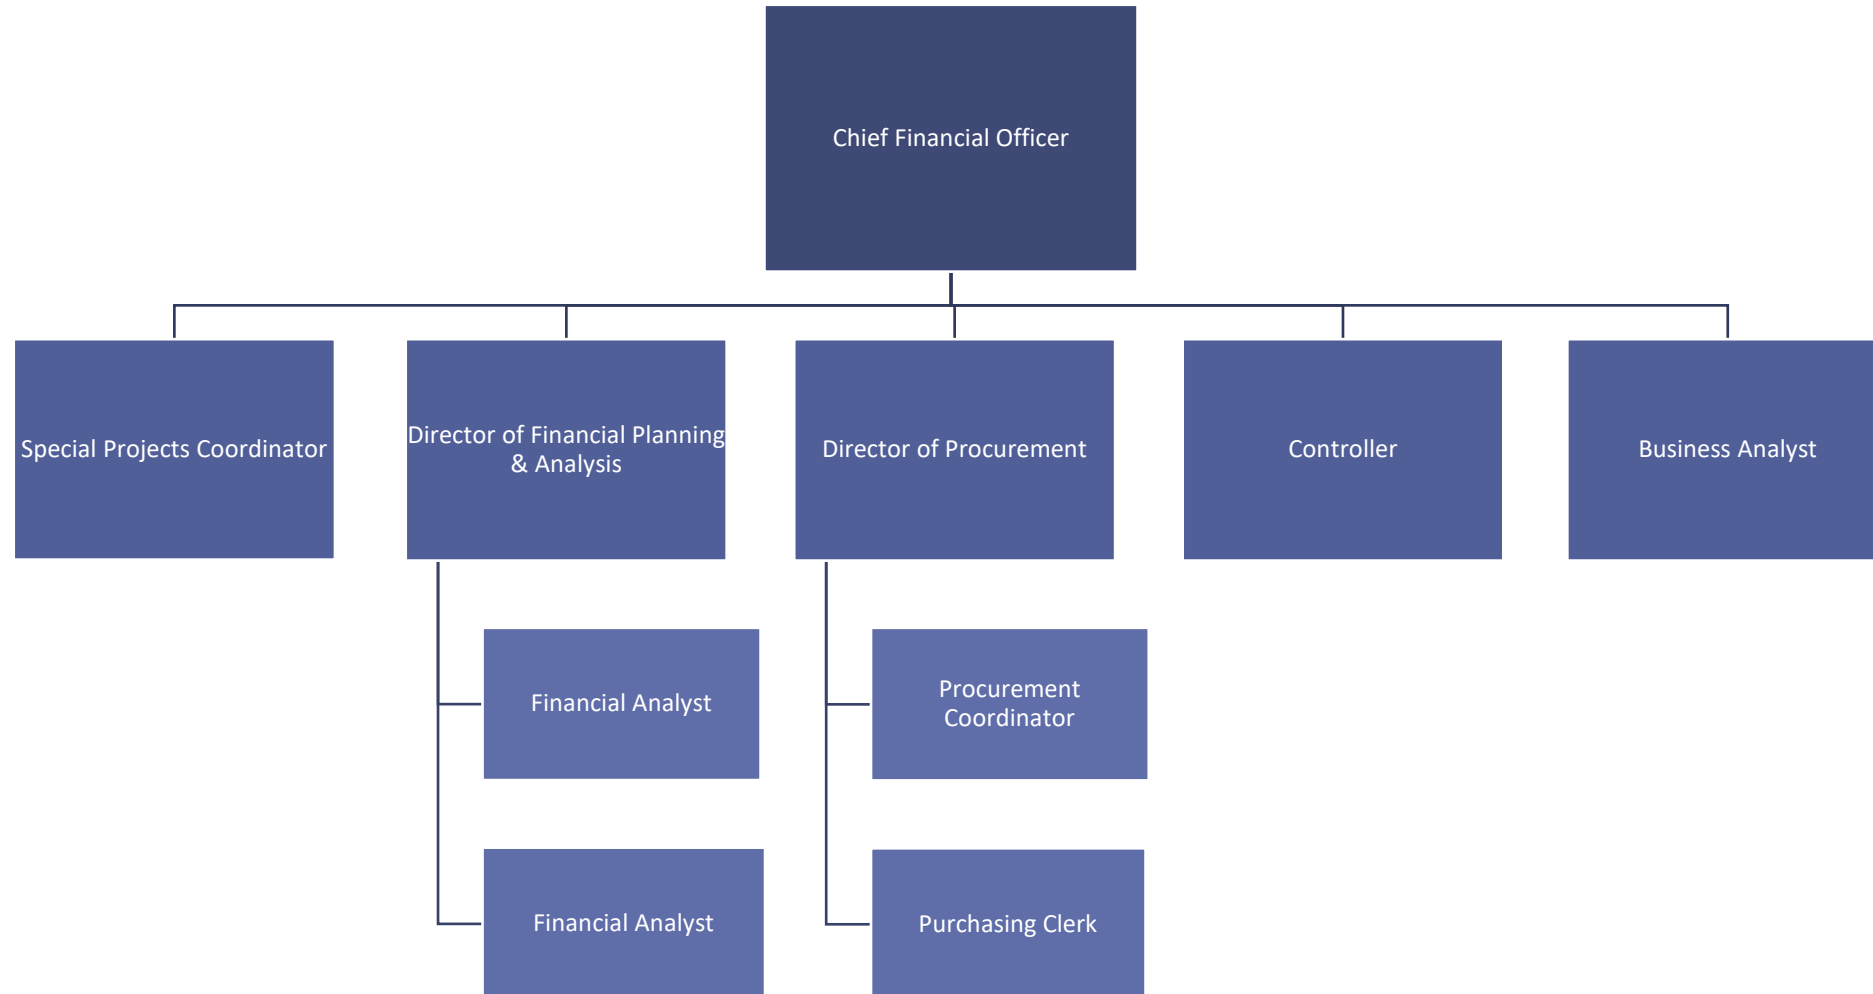 Chief Financial Officer
Special Projects Coordinator
Director of Financial Planning
& Analysis
Director of Procurement
Controller
Business Analyst
Financial Analyst
Procurement
Coordinator
Financial Analyst
Purchasing Clerk